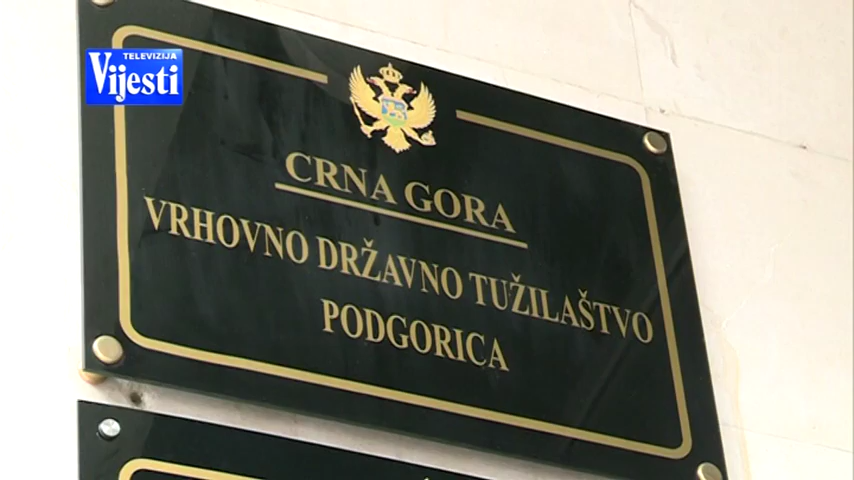 TELEVIZIJA
Vijesti
CRNA GORA
VRHOVNO DRŽAVNO TUŽILAŠTVO
PODGORICA